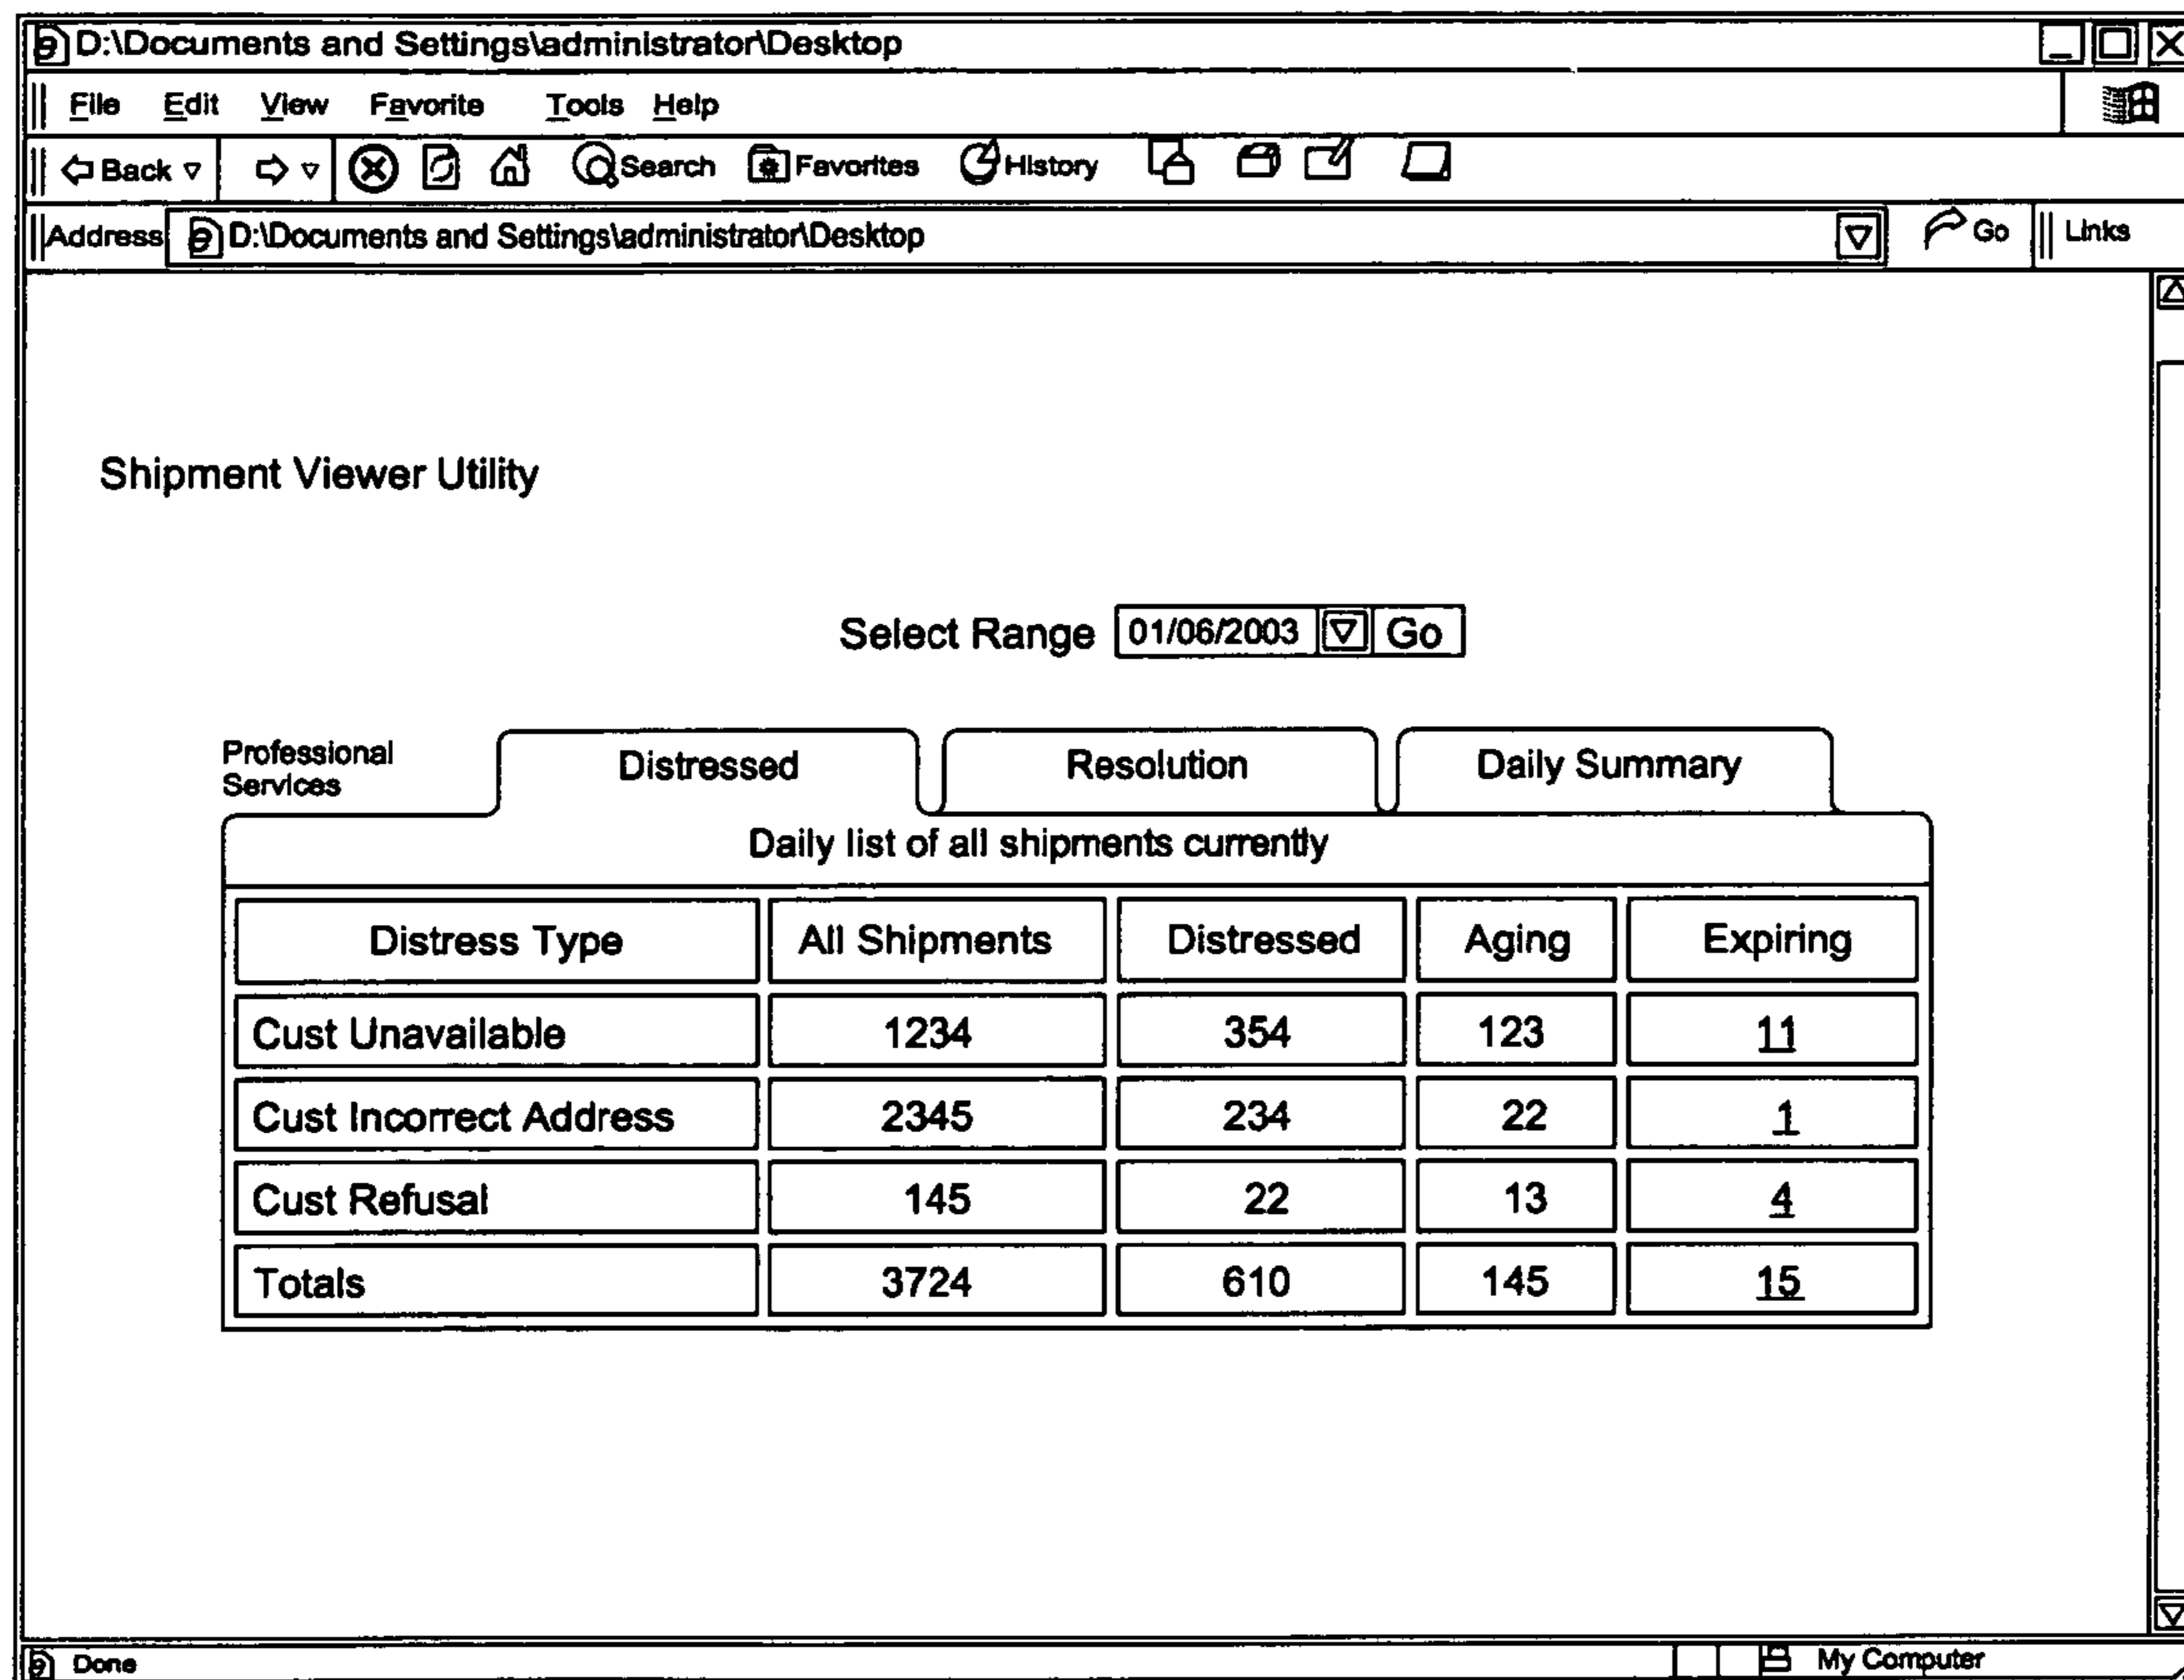 D:\Documents and Settings\administrator\Desktop
File Edit View Favorite Tools Help
Back Search Favorites History
Address D:\Documents and Settings\administrator\Desktop Go Links
Shipment Viewer Utility
Select Range 01/06/2003 Go
Professional
Services
Distressed Resolution Daily Summary
Daily list of all shipments currently
Distress Type All Shipments Distressed Aging Expiring
Cust Unavailable 1234 354 123 11
Cust Incorrect Address 2345 234 22 1
Cust Refusal 145 22 13 4
Totals 3724 610 145 15
Done My Computer